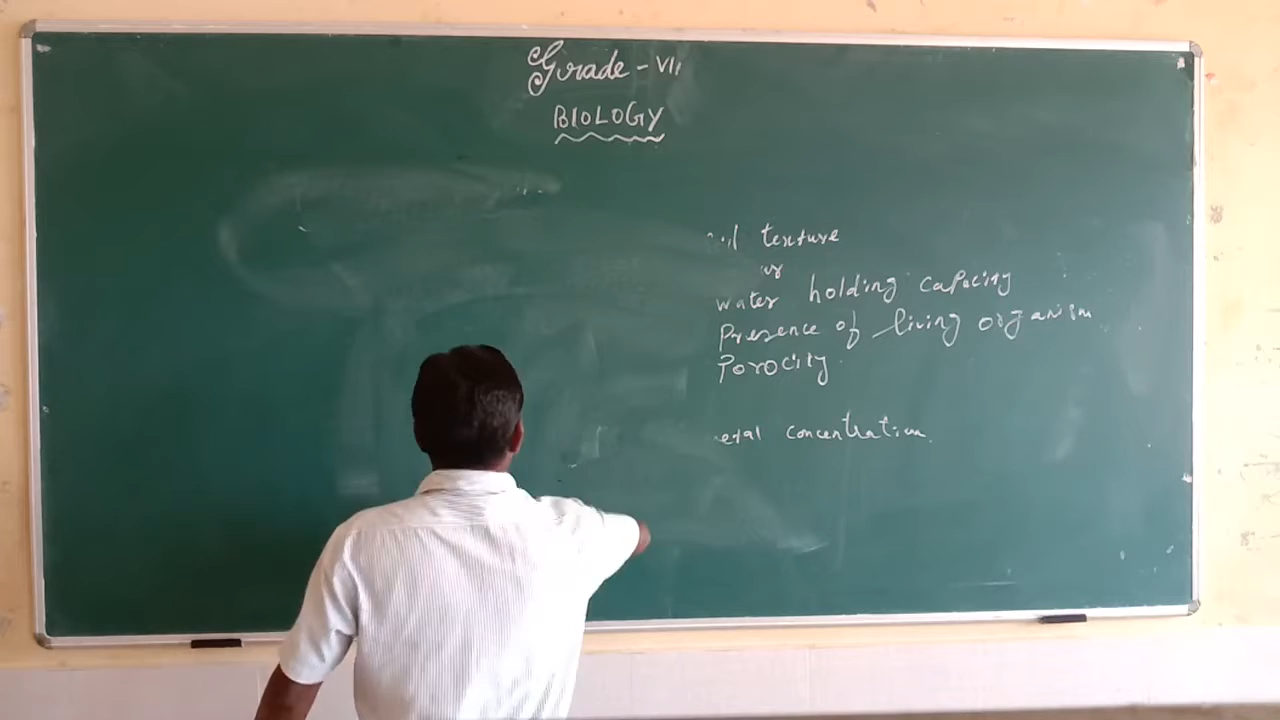 Grade - VII
BIOLOGY
texture
water holding capacity
Presence of living organism
Porocity.
concentration.